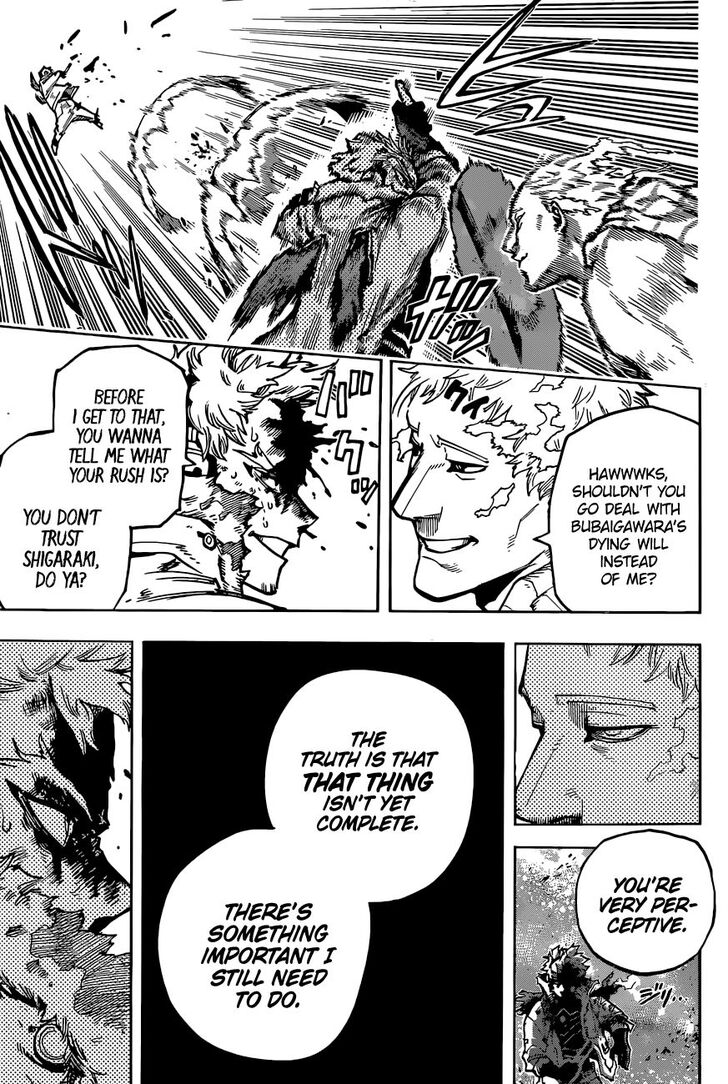 HAWWWKS,
SHOULDN'T YOU
GO DEAL WITH
BUBAIGAWARA'S
DYING WILL
INSTEAD
OF ME?
クイ
BEFORE
I GET TO THAT,
YOU WANNA
TELL ME WHAT
YOUR RUSH IS?
YOU DON'T
TRUST
SHIGARAKI,
DO YA?
YOU'RE
VERY PER-
CEPTIVE.
THE
TRUTH IS THAT
THAT THING
ISN'T YET
COMPLETE.
THERE'S
SOMETHING
IMPORTANT I
STILL NEED
TO DO.